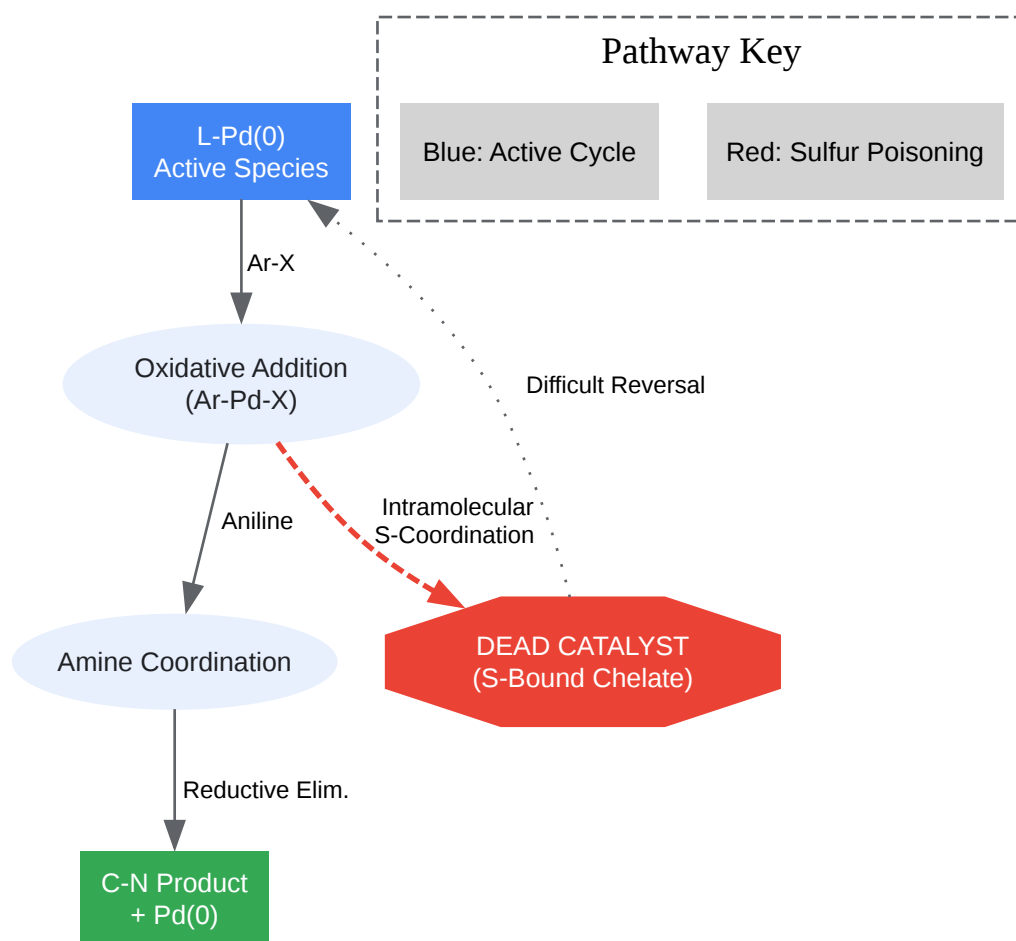 Pathway Key
Blue: Active Cycle
Red: Sulfur Poisoning
L-Pd(0)
Active Species
Ar-X
Oxidative Addition
(Ar-Pd-X)
Difficult Reversal
Intramolecular
S-Coordination
Aniline
DEAD CATALYST
(S-Bound Chelate)
Amine Coordination
Reductive Elim.
C-N Product
+ Pd(0)